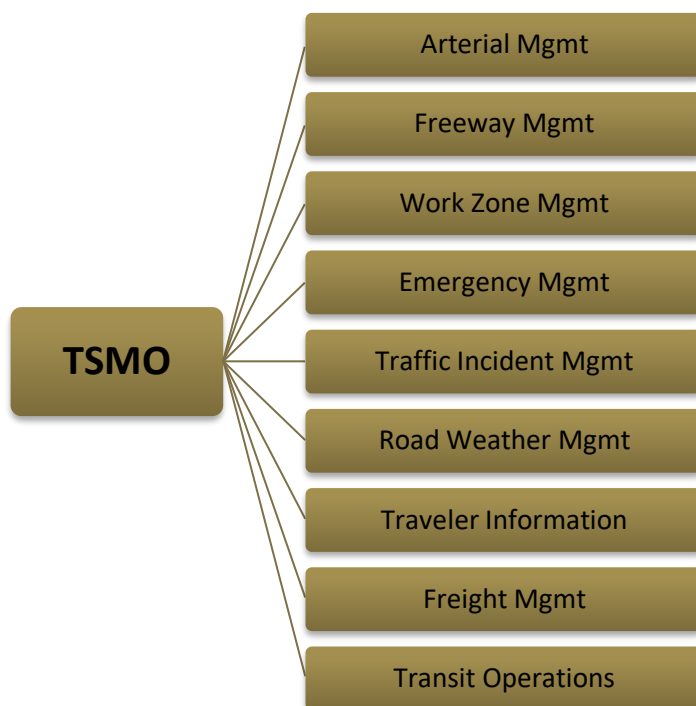 Arterial Mgmt
Freeway Mgmt
Work Zone Mgmt
Emergency Mgmt
TSMO
Traffic Incident Mgmt
Road Weather Mgmt
Traveler Information
Freight Mgmt
Transit Operations